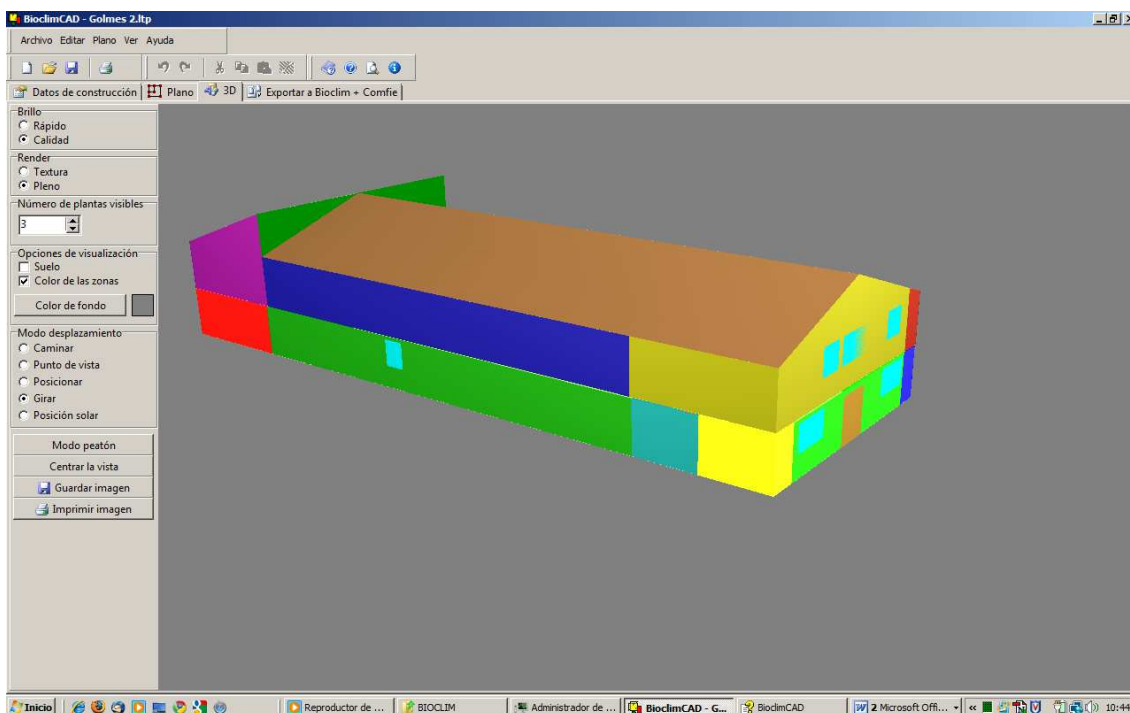 BioclimCAD - Golmes 2.ltp
Archivo Editar Plano Ver Ayuda
Datos de construcción Plano 3D Exportar a Bioclim + Comfie
Brillo
Rápido
Calidad
Render
Textura
Pleno
Número de plantas visibles
3
Opciones de visualización
Suelo
Color de las zonas
Color de fondo
Modo desplazamiento
Caminar
Punto de vista
Posicionar
Girar
Posición solar
Modo peatón
Centrar la vista
Guardar imagen
Imprimir imagen
Inicio Reproductor de ... BIOCLIM Administrador de ... BioclimCAD - G... BioclimCAD 2 Microsoft Offi... « 10:44